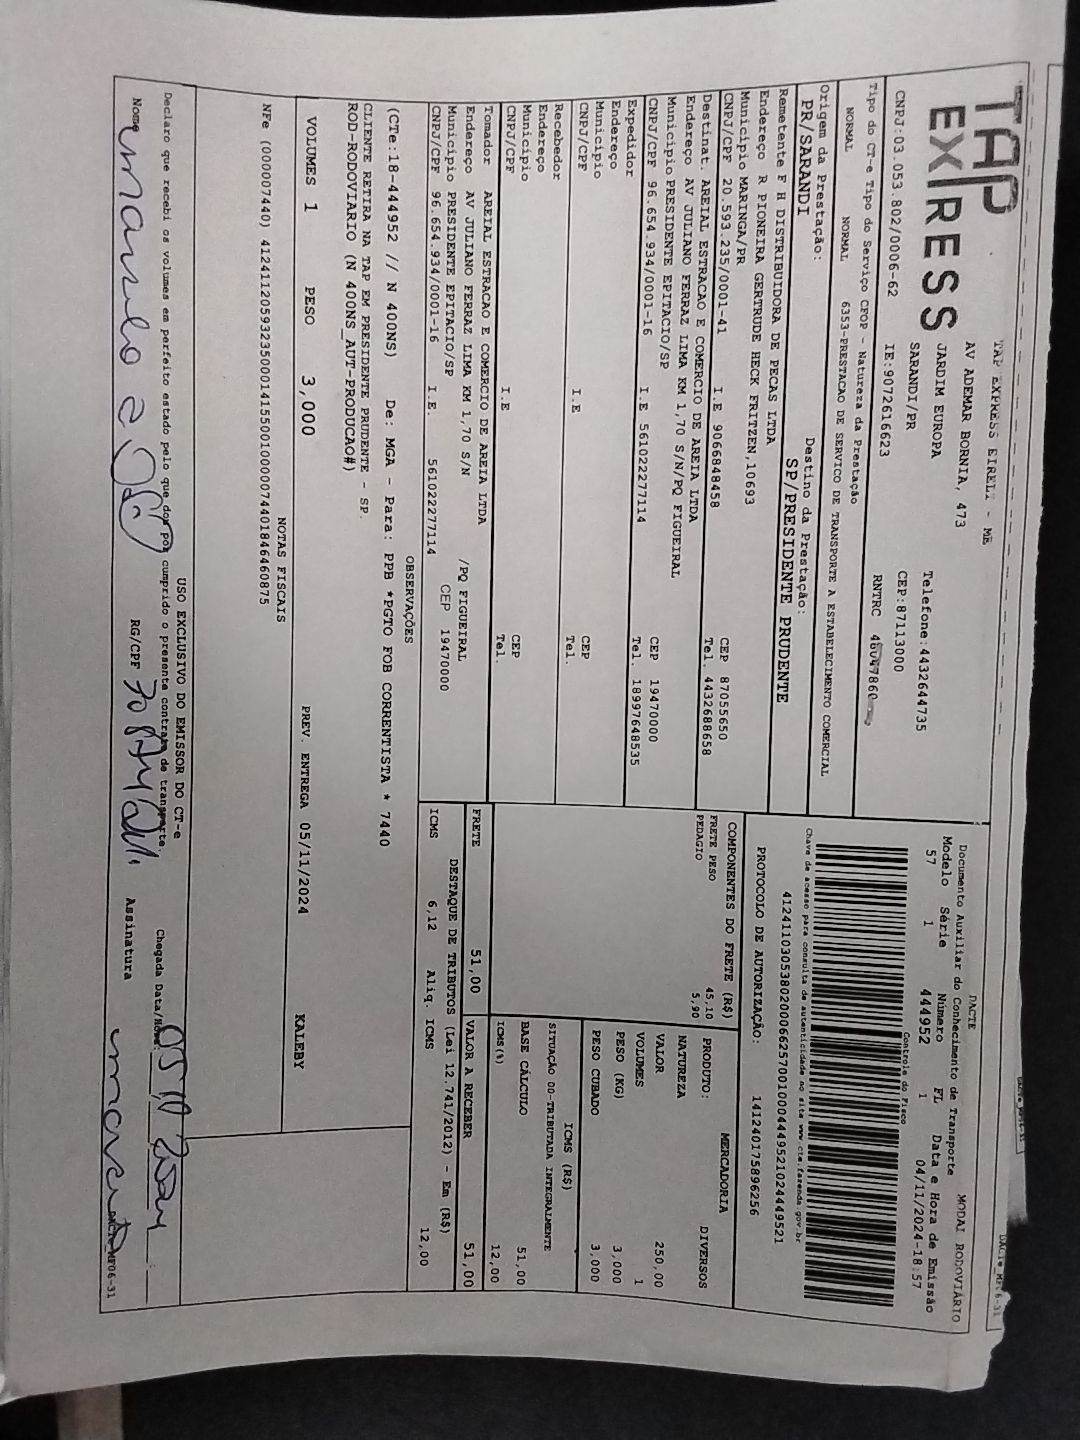 TAP
EXPRESS
TAP EXPRESS EIRELI - ME
AV ADEMAR BORNIA, 473
JARDIM EUROPA
SARANDI/PR
Telefone:4432644735
CEP:87113000
CNPJ:03.053.802/0006-62 IE:9072616623 RNTRC
Tipo do CT-e Tipo do Serviço CFOP - Natureza da Prestação
NORMAL NORMAL 6353-PRESTACAO DE SERVICO DE TRANSPORTE A ESTABELECIMENTO COMERCIAL
Origem da Prestação: Destino da Prestação:
PR/SARANDI SP/PRESIDENTE PRUDENTE
Remetente F H DISTRIBUIDORA DE PECAS LTDA
Endereço R PIONEIRA GERTRUDE HECK FRITZEN,10693
Municipio MARINGA/PR CEP 87055650
CNPJ/CPF 20.593.235/0001-41 I.E 9066848458 Tel. 4432688658
Destinat. AREIAL ESTRACAO E COMERCIO DE AREIA LTDA
Endereço AV JULIANO FERRAZ LIMA KM 1,70 S/N/PQ FIGUEIRAL
Municipio PRESIDENTE EPITACIO/SP CEP 19470000
CNPJ/CPF 96.654.934/0001-16 I.E 561022277114 Tel. 18997648535
Expedidor
Endereço
Municipio CEP
CNPJ/CPF I.E Tel.
Recebedor
Endereço
Municipio CEP
CNPJ/CPF I.E Tel.
Tomador AREIAL ESTRACAO E COMERCIO DE AREIA LTDA
Endereço AV JULIANO FERRAZ LIMA KM 1,70 S/N /PQ FIGUEIRAL
Municipio PRESIDENTE EPITACIO/SP CEP 19470000
CNPJ/CPF 96.654.934/0001-16 I.E. 561022277114
DACTE MODAL RODOVIÁRIO
Documento Auxiliar do Conhecimento de Transporte
Modelo Série Número FL Data e Hora de Emissão
57 1 444952 1 04/11/2024-18:57
Controle do Fisco
Chave de acesso para consulta de autenticidade no site www.cte.fazenda.gov.br
41241103053802000662570010004449521024449521
PROTOCOLO DE AUTORIZAÇÃO: 141240175896256
COMPONENTES DO FRETE (R$)
FRETE PESO 45,10
PEDAGIO 5,90
PRODUTO: MERCADORIA
NATUREZA DIVERSOS
VALOR 250,00
VOLUMES 1
PESO (KG) 3,000
PESO CUBADO 3,000
ICMS (R$)
SITUAÇÃO 00-TRIBUTADA INTEGRALMENTE
BASE CÁLCULO 51,00
ICMS(%) 12,00
FRETE 51,00 VALOR A RECEBER 51,00
DESTAQUE DE TRIBUTOS (Lei 12.741/2012) - Em (R$)
ICMS 6,12 Aliq. ICMS 12,00
OBSERVAÇÕES
(CTe:18-444952 // N 400NS) De: MGA - Para: PPB *PGTO FOB CORRENTISTA * 7440
CLIENTE RETIRA NA TAP EM PRESIDENTE PRUDENTE - SP.
ROD-RODOVIARIO (N 400NS_AUT-PRODUCAO#)
VOLUMES 1 PESO 3,000 PREV. ENTREGA 05/11/2024 KALEBY
NOTAS FISCAIS
NFe (000007440) 41241120593235000141550010000074401846460875
USO EXCLUSIVO DO EMISSOR DO CT-e
Declaro que recebi os volumes em perfeito estado pelo que dou por cumprido o presente contrato de transporte.
Chegada Data/Hora:
Nome RG/CPF Assinatura